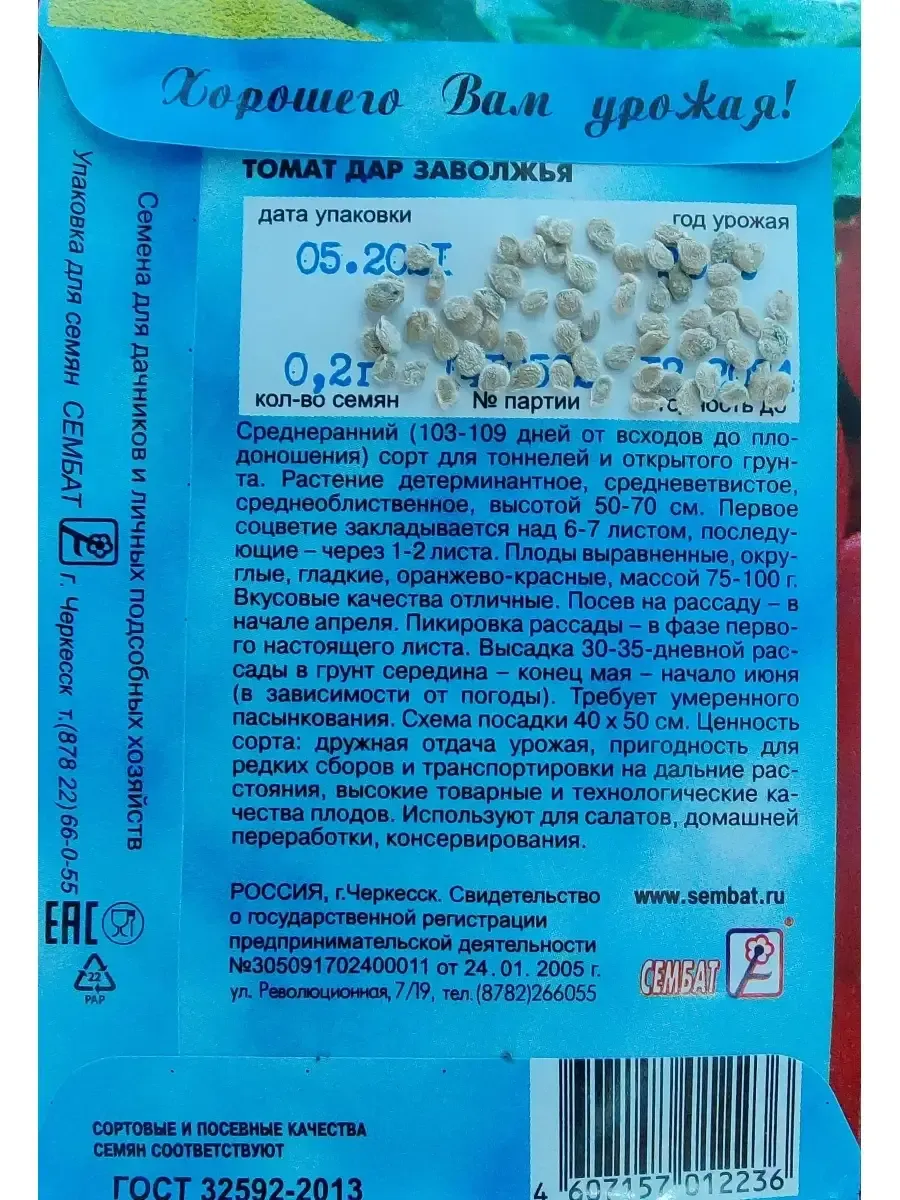 Хорошего Вам урожая!
ТОМАТ ДАР ЗАВОЛЖЬЯ
дата упаковки
год урожая
0,2г
кол-во семян
№ партии
Среднеранний (103-109 дней от всходов до пло-
доношения) сорт для тоннелей и открытого грун-
та. Растение детерминантное, средневетвистое,
среднеоблиственное, высотой 50-70 см. Первое
соцветие закладывается над 6-7 листом, последу-
ющие – через 1-2 листа. Плоды выравненные, окру-
глые, гладкие, оранжево-красные, массой 75-100 г.
Вкусовые качества отличные. Посев на рассаду – в
начале апреля. Пикировка рассады – в фазе перво-
го настоящего листа. Высадка 30-35-дневной рас-
сады в грунт середина – конец мая – начало июня
(в зависимости от погоды). Требует умеренного
пасынкования. Схема посадки 40 х 50 см. Ценность
сорта: дружная отдача урожая, пригодность для
редких сборов и транспортировки на дальние рас-
стояния, высокие товарные и технологические ка-
чества плодов. Используют для салатов, домашней
переработки, консервирования.
РОССИЯ, г.Черкесск. Свидетельство
о государственной регистрации
предпринимательской деятельности
№305091702400011 от 24. 01. 2005 г.
ул. Революционная, 7/19, тел.(8782)266055
www.sembat.ru
СЕМБАТ
Семена для дачников и личных подсобных хозяйств
Упаковка для семян СЕМБАТ г. Черкесск т.(878 22) 66-0-55
EAC
22
PAP
СОРТОВЫЕ И ПОСЕВНЫЕ КАЧЕСТВА
СЕМЯН СООТВЕТСТВУЮТ
ГОСТ 32592-2013
4 607157 012236